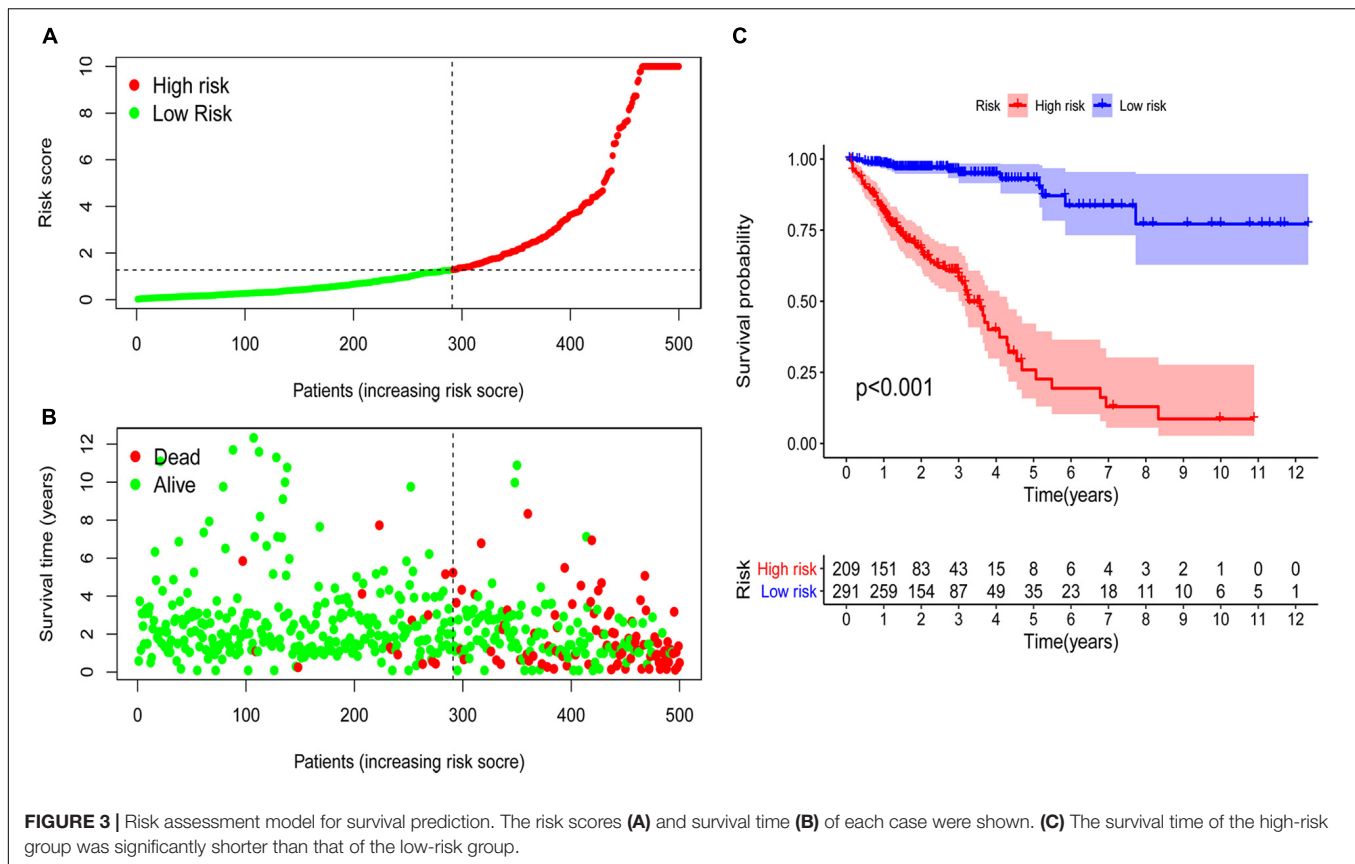 A
10
8
6
4
2
0
Risk score
High risk
Low Risk
0 100 200 300 400 500
Patients (increasing risk socre)
B
12
10
8
6
4
2
0
Survival time (years)
Dead
Alive
0 100 200 300 400 500
Patients (increasing risk socre)
C
Risk High risk Low risk
1.00
0.75
0.50
0.25
0.00
Survival probability
p<0.001
0 1 2 3 4 5 6 7 8 9 10 11 12
Time(years)
Risk
High risk 209 151 83 43 15 8 6 4 3 2 1 0 0
Low risk 291 259 154 87 49 35 23 18 11 10 6 5 1
0 1 2 3 4 5 6 7 8 9 10 11 12
Time(years)
FIGURE 3 | Risk assessment model for survival prediction. The risk scores (A) and survival time (B) of each case were shown. (C) The survival time of the high-risk
group was significantly shorter than that of the low-risk group.